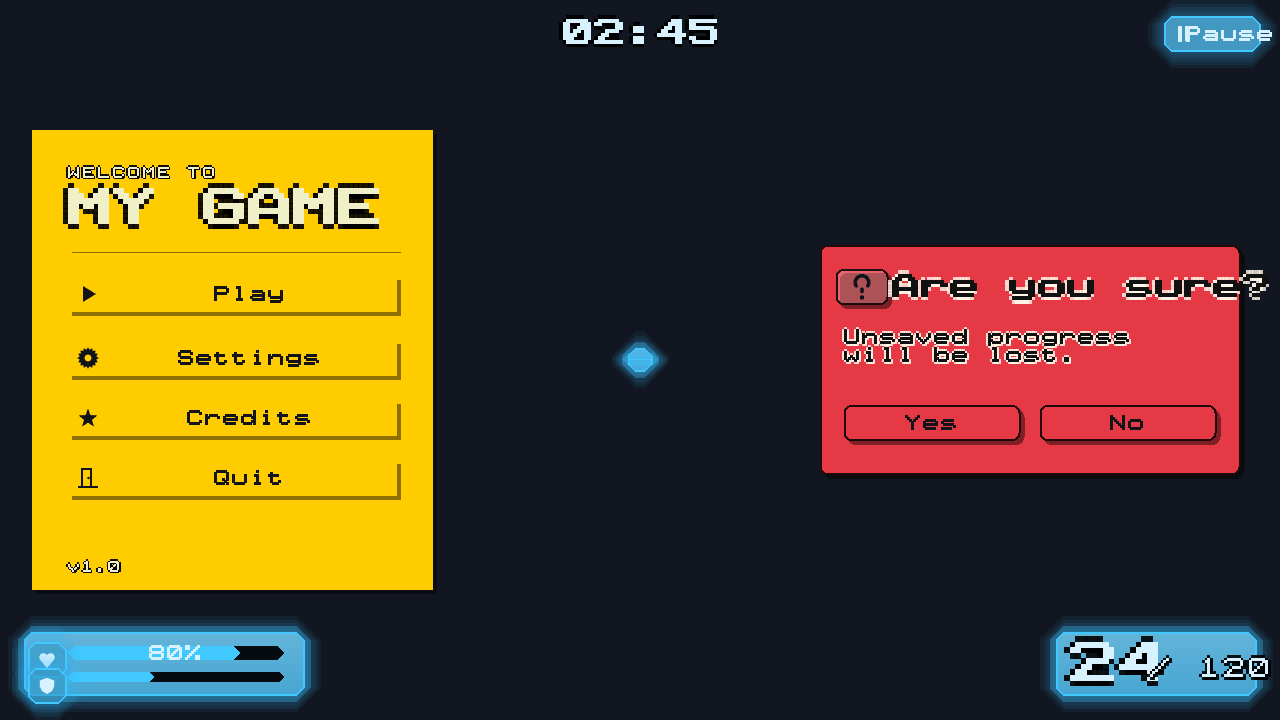 02:45
Pause
WELCOME TO
MY GAME
Play
Settings
Credits
Quit
v1.0
?
Are you sure?
Unsaved progress
will be lost.
Yes
No
80%
24/ 120